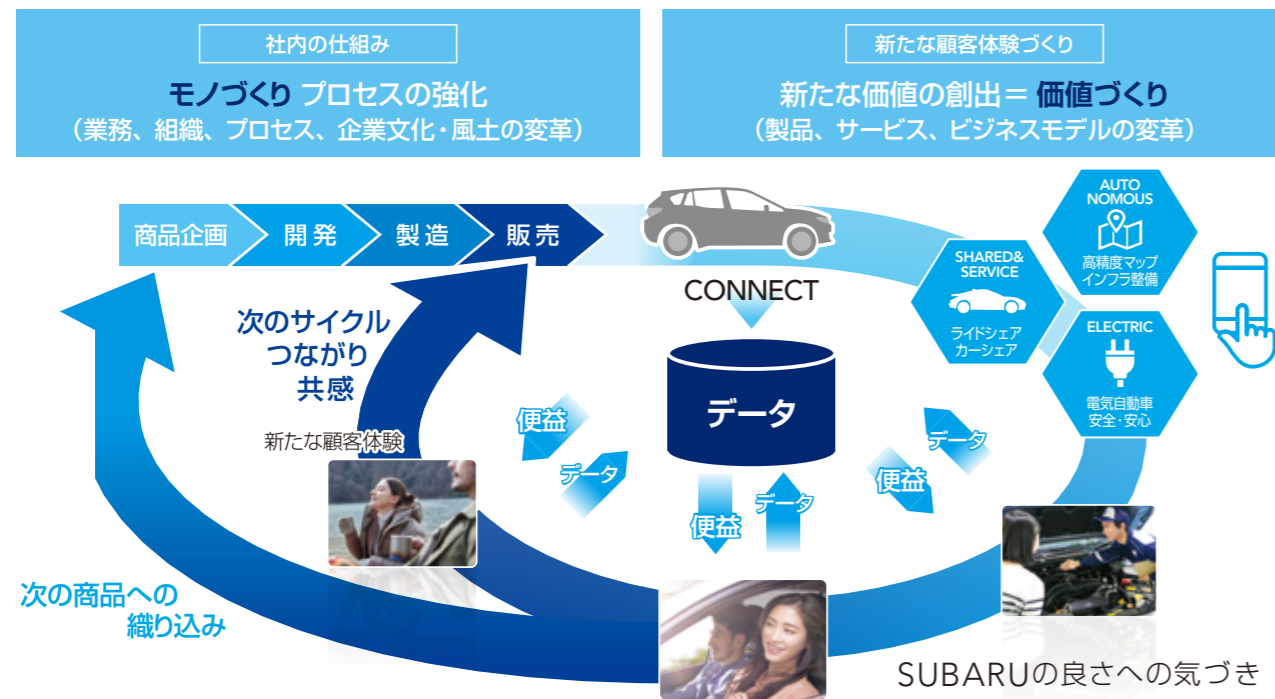 社内の仕組み
モノづくり プロセスの強化
（業務、組織、プロセス、企業文化・風土の変革）
新たな顧客体験づくり
新たな価値の創出＝ 価値づくり
（製品、サービス、ビジネスモデルの変革）
商品企画
開発
製造
販売
CONNECT
データ
SHARED&
SERVICE
ライドシェア
カーシェア
AUTO
NOMOUS
高精度マップ
インフラ整備
ELECTRIC
電気自動車
安全・安心
次のサイクル
つながり
共感
新たな顧客体験
便益
データ
便益
データ
便益
データ
次の商品への
織り込み
SUBARUの良さへの気づき